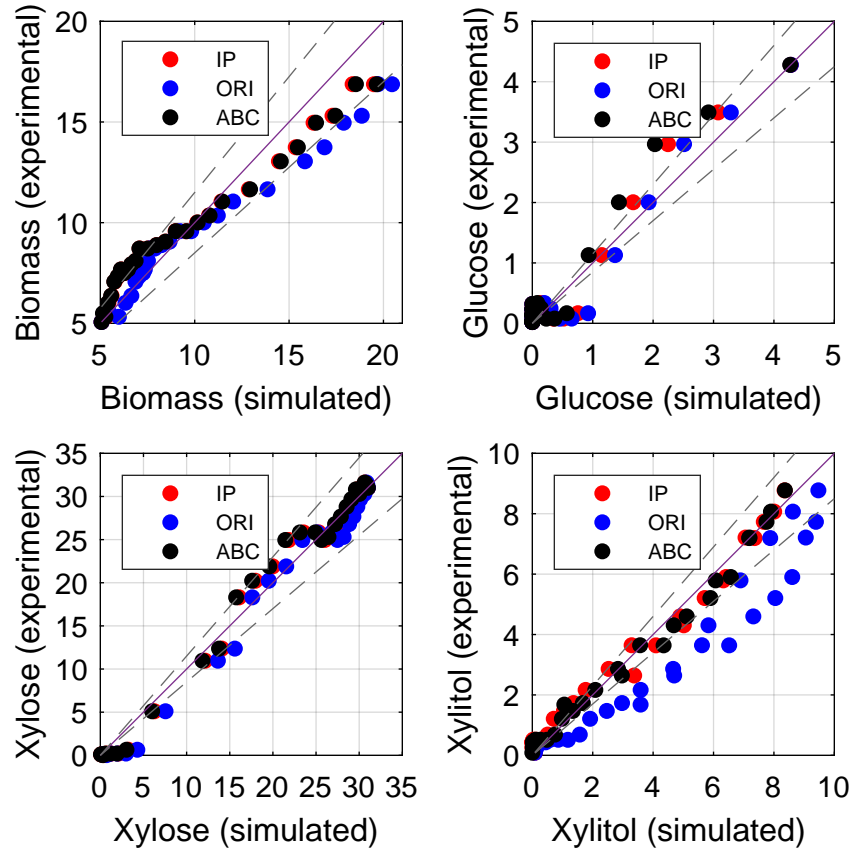 20
15
10
5
5
10
15
20
Biomass (experimental)
Biomass (simulated)
IP
ORI
ABC
5
4
3
2
1
0
0
1
2
3
4
5
Glucose (experimental)
Glucose (simulated)
IP
ORI
ABC
35
30
25
20
15
10
5
0
0
5
10
15
20
25
30
35
Xylose (experimental)
Xylose (simulated)
IP
ORI
ABC
10
8
6
4
2
0
0
2
4
6
8
10
Xylitol (experimental)
Xylitol (simulated)
IP
ORI
ABC